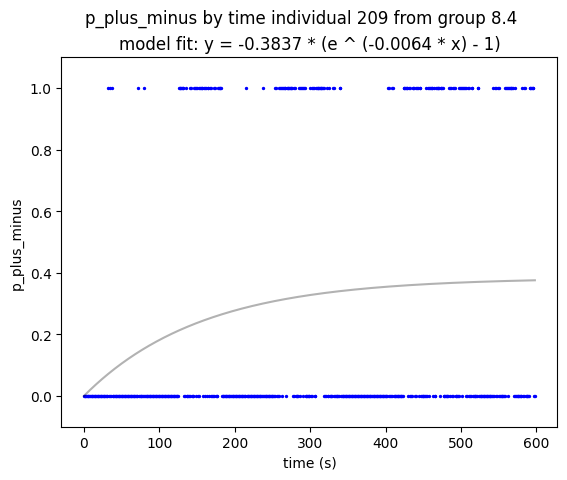 p_plus_minus by time individual 209 from group 8.4
model fit: y = -0.3837 * (e ^ (-0.0064 * x) - 1)
1.0
0.8
0.6
0.4
0.2
0.0
p_plus_minus
0 100 200 300 400 500 600
time (s)